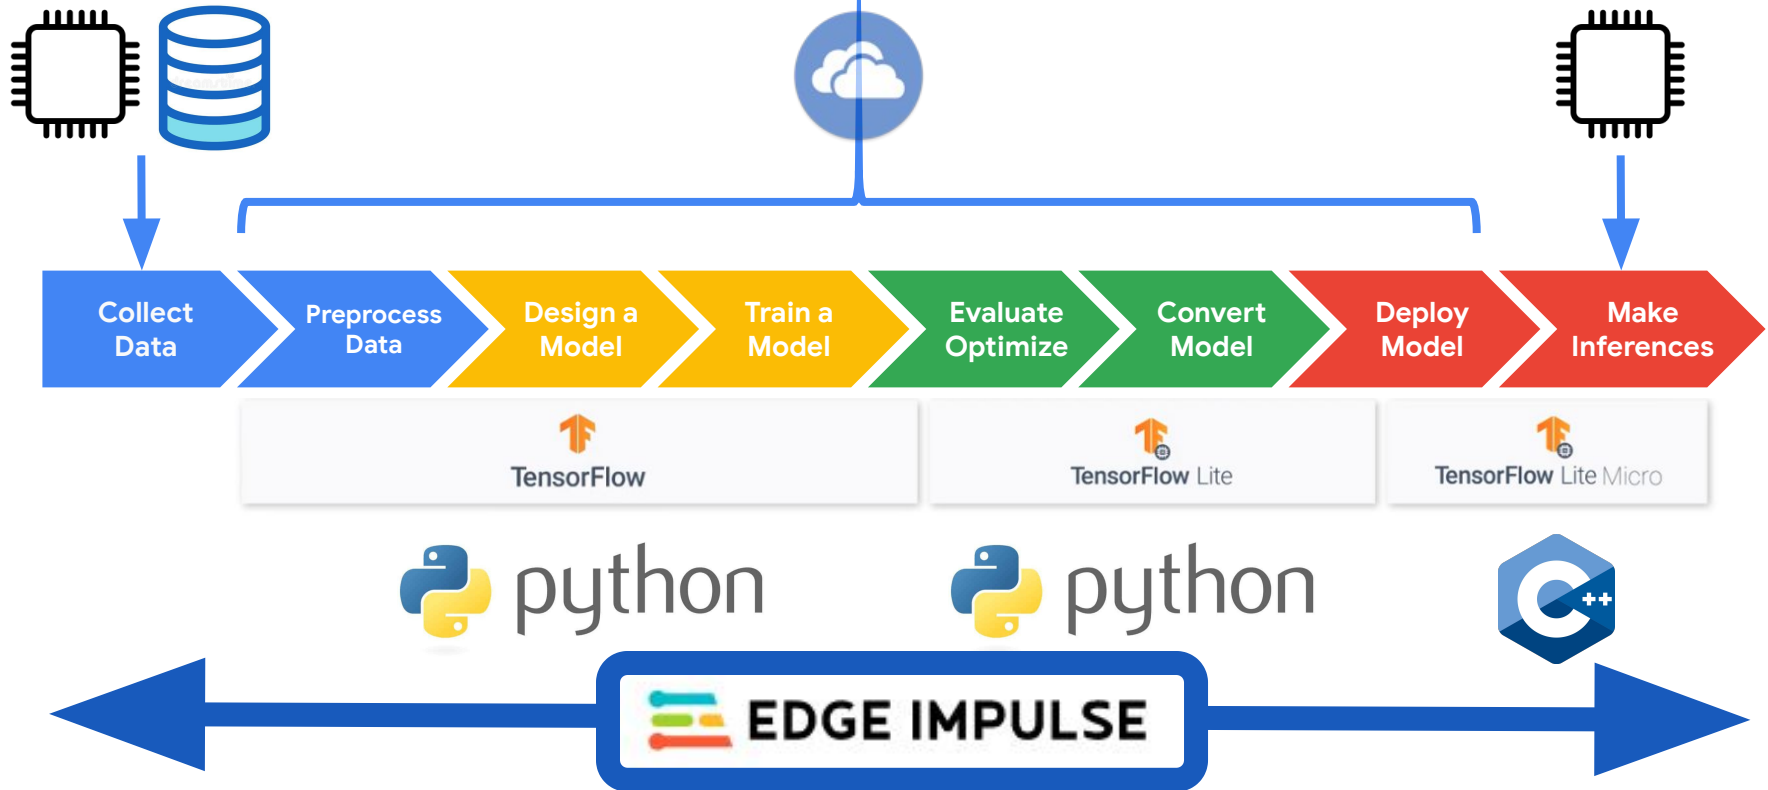 Collect
Data
Preprocess
Data
Design a
Model
Train a
Model
Evaluate
Optimize
Convert
Model
Deploy
Model
Make
Inferences
TensorFlow
TensorFlow Lite
TensorFlow Lite Micro
python
python
C++
EDGE IMPULSE